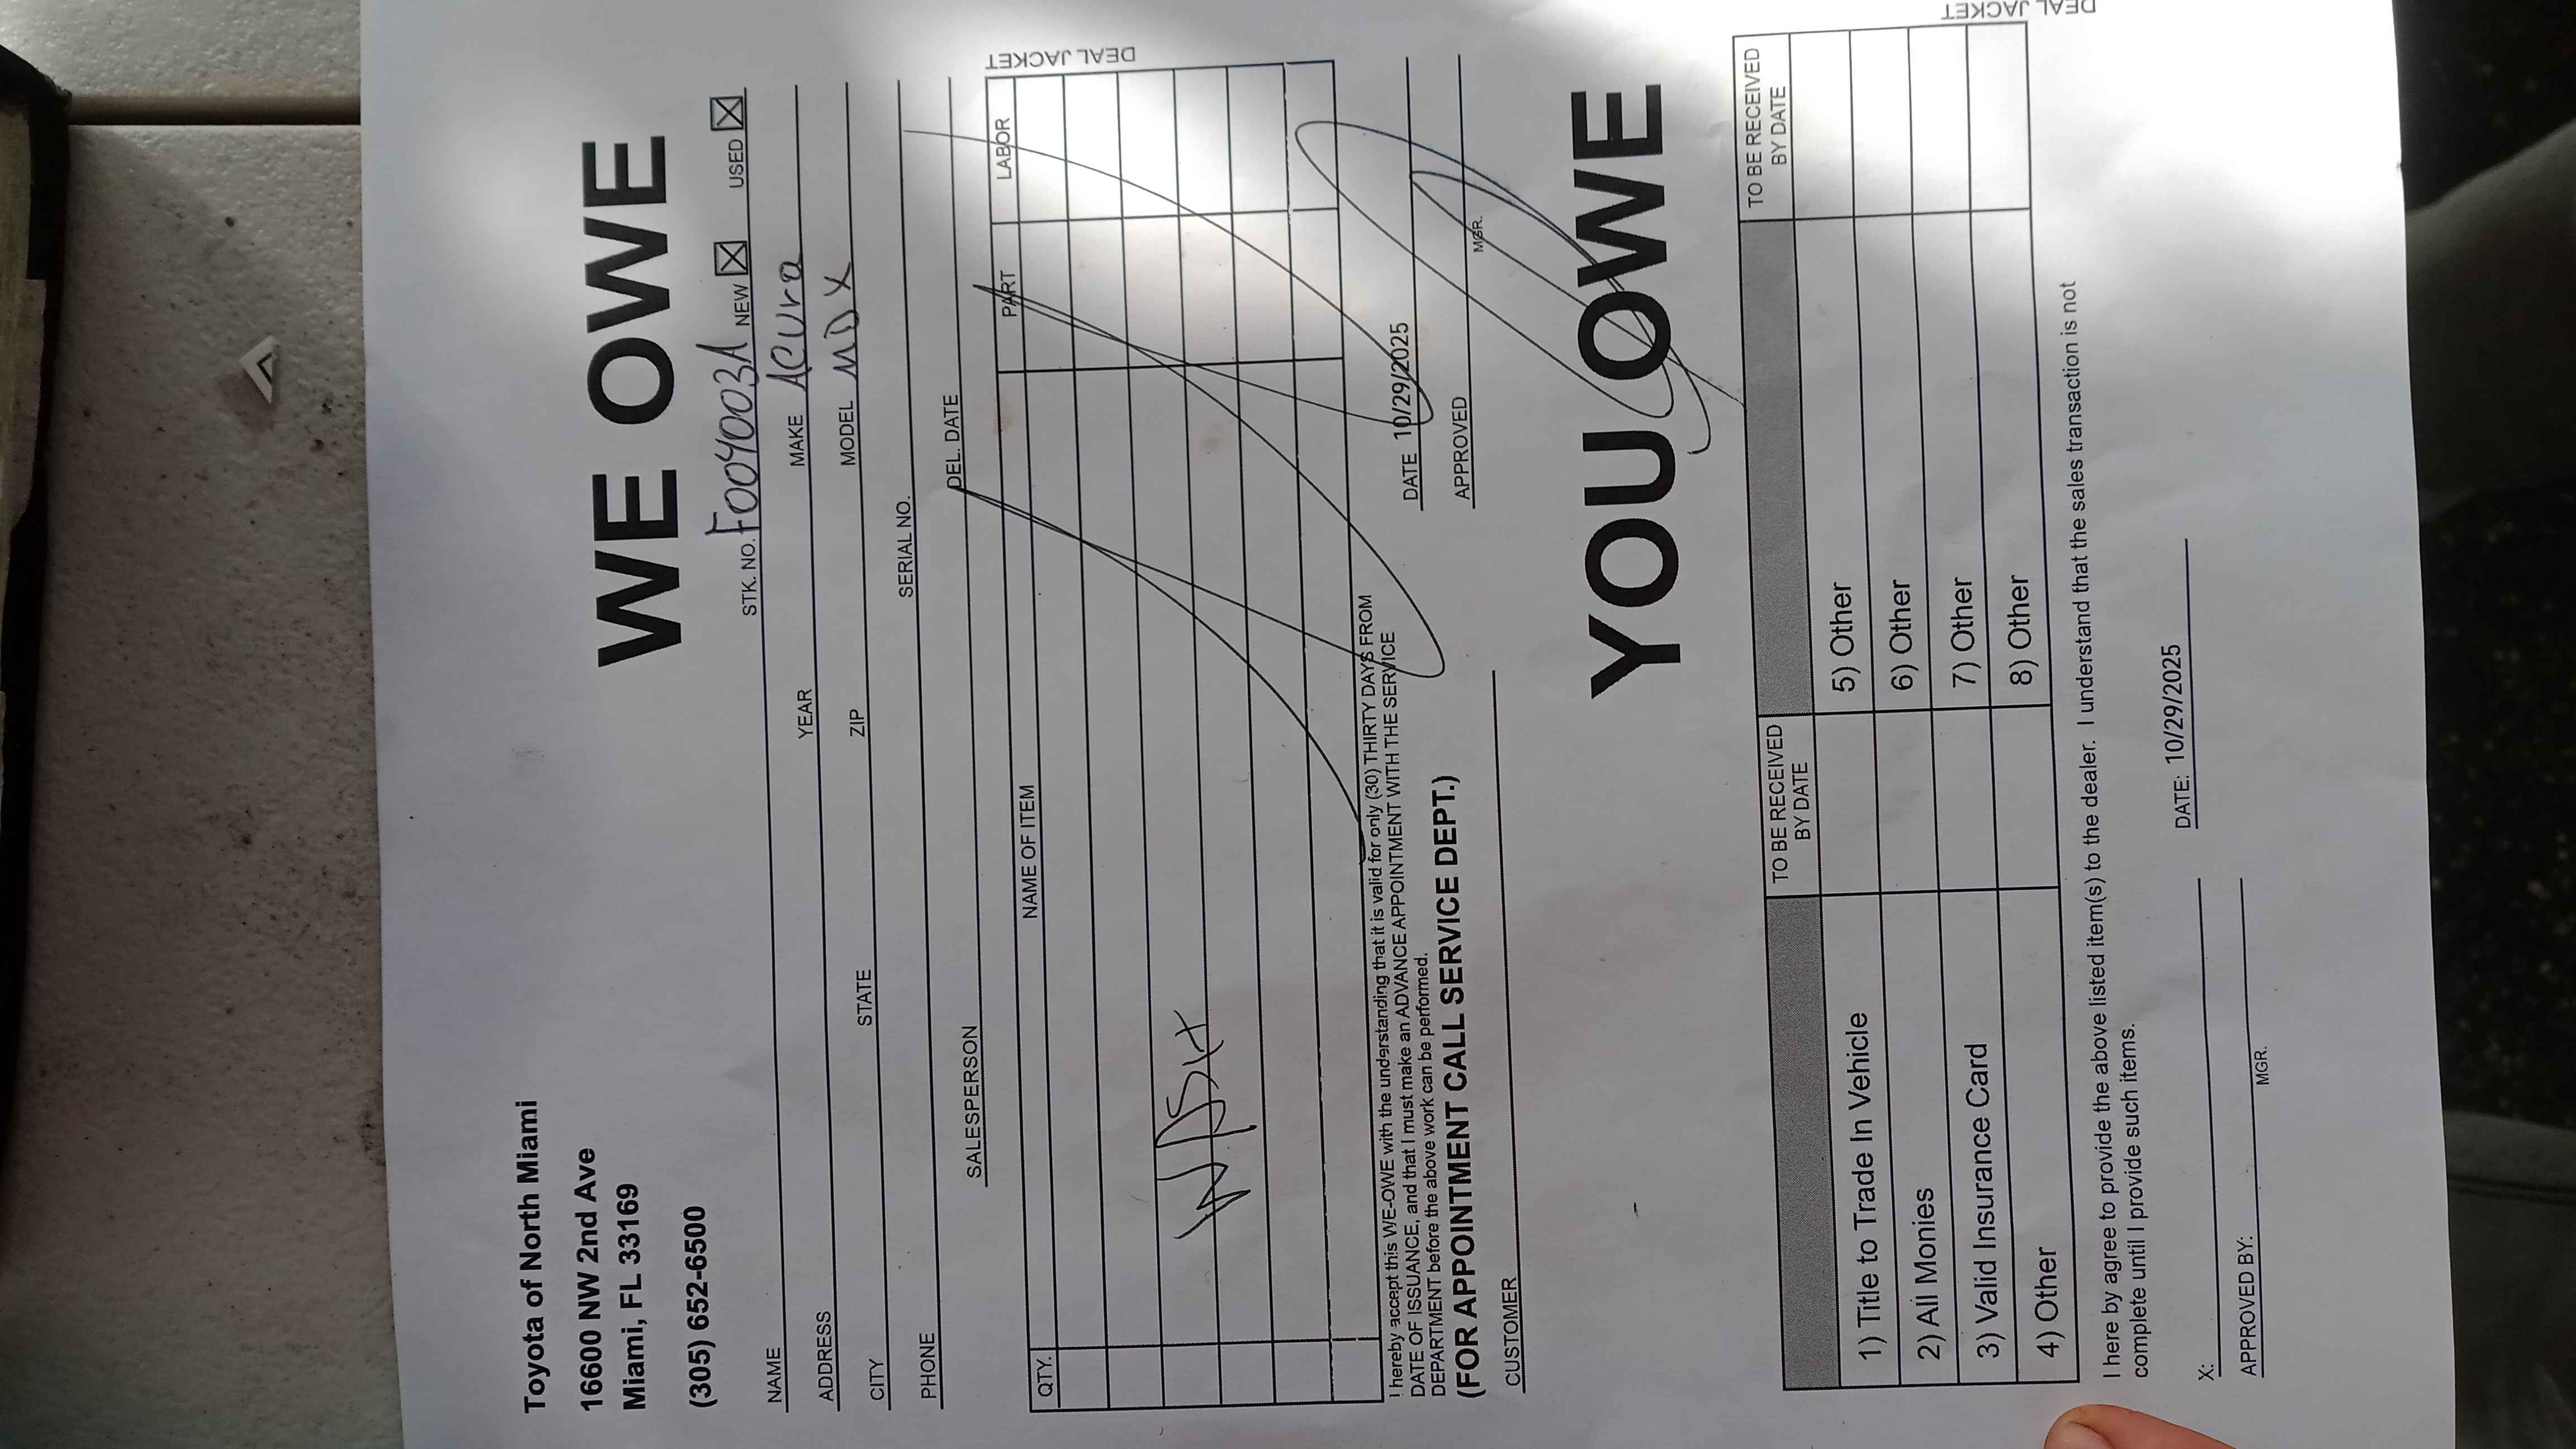 Toyota of North Miami
16600 NW 2nd Ave
Miami, FL 33169
(305) 652-6500
WE OWE
STK. NO. F004003A NEW ☒ USED ☒
NAME YEAR MAKE Acura
ADDRESS ZIP MODEL MDX
CITY STATE SERIAL NO.
PHONE
SALESPERSON DEL. DATE
QTY. NAME OF ITEM PART LABOR
DEAL JACKET
I hereby accept this WE-OWE with the understanding that it is valid for only (30) THIRTY DAYS FROM
DATE OF ISSUANCE, and that I must make an ADVANCE APPOINTMENT WITH THE SERVICE
DEPARTMENT before the above work can be performed.
(FOR APPOINTMENT CALL SERVICE DEPT.)
DATE 10/29/2025
APPROVED
MGR.
CUSTOMER
YOU OWE
TO BE RECEIVED BY DATE TO BE RECEIVED BY DATE
1) Title to Trade In Vehicle 5) Other
2) All Monies 6) Other
3) Valid Insurance Card 7) Other
4) Other 8) Other
DEAL JACKET
I here by agree to provide the above listed item(s) to the dealer. I understand that the sales transaction is not
complete until I provide such items.
X: DATE: 10/29/2025
APPROVED BY:
MGR.